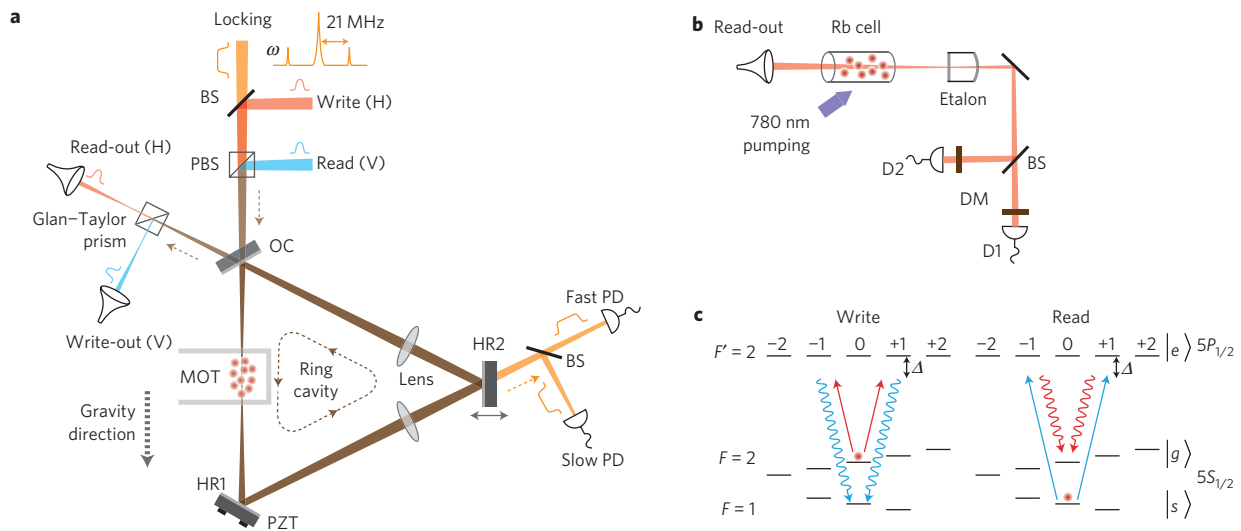 a
Locking
21 MHz
ω
BS
Write (H)
Read-out (H)
PBS
Read (V)
Glan–Taylor
prism
OC
Write-out (V)
MOT
Ring
cavity
Lens
HR2
Fast PD
BS
Slow PD
Gravity
direction
HR1
PZT
b
Read-out
Rb cell
Etalon
780 nm
pumping
D2
DM
BS
D1
c
Write
Read
F′ = 2
−2 −1 0 +1 +2
−2 −1 0 +1 +2
|e⟩ 5P1/2
Δ
Δ
F = 2
|g⟩
5S1/2
F = 1
|s⟩